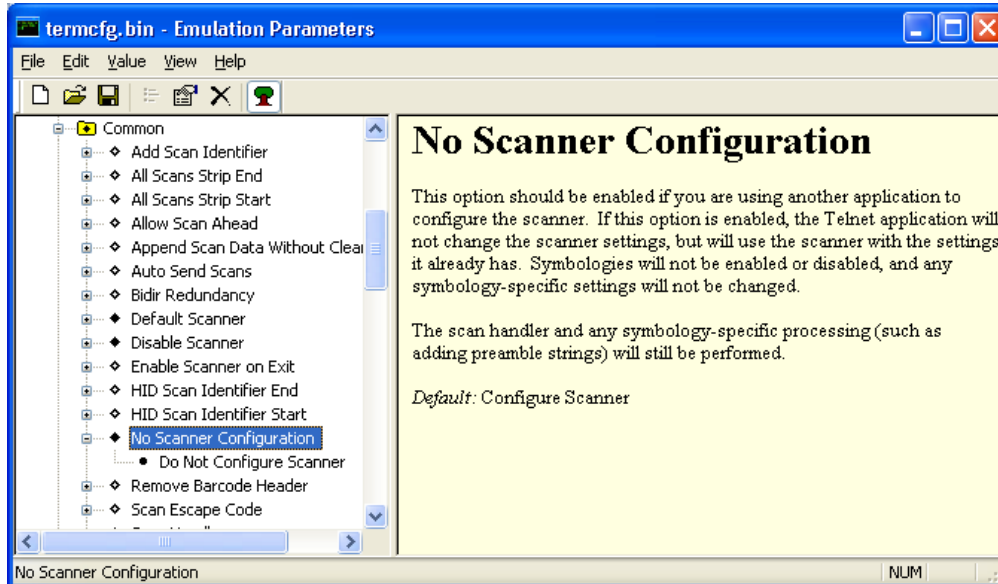 termcfg.bin - Emulation Parameters
File Edit Value View Help
Common
Add Scan Identifier
All Scans Strip End
All Scans Strip Start
Allow Scan Ahead
Append Scan Data Without Clear
Auto Send Scans
Bidir Redundancy
Default Scanner
Disable Scanner
Enable Scanner on Exit
HID Scan Identifier End
HID Scan Identifier Start
No Scanner Configuration
Do Not Configure Scanner
Remove Barcode Header
Scan Escape Code
No Scanner Configuration
This option should be enabled if you are using another application to
configure the scanner. If this option is enabled, the Telnet application will
not change the scanner settings, but will use the scanner with the settings
it already has. Symbologies will not be enabled or disabled, and any
symbology-specific settings will not be changed.
The scan handler and any symbology-specific processing (such as
adding preamble strings) will still be performed.
Default: Configure Scanner
No Scanner Configuration
NUM